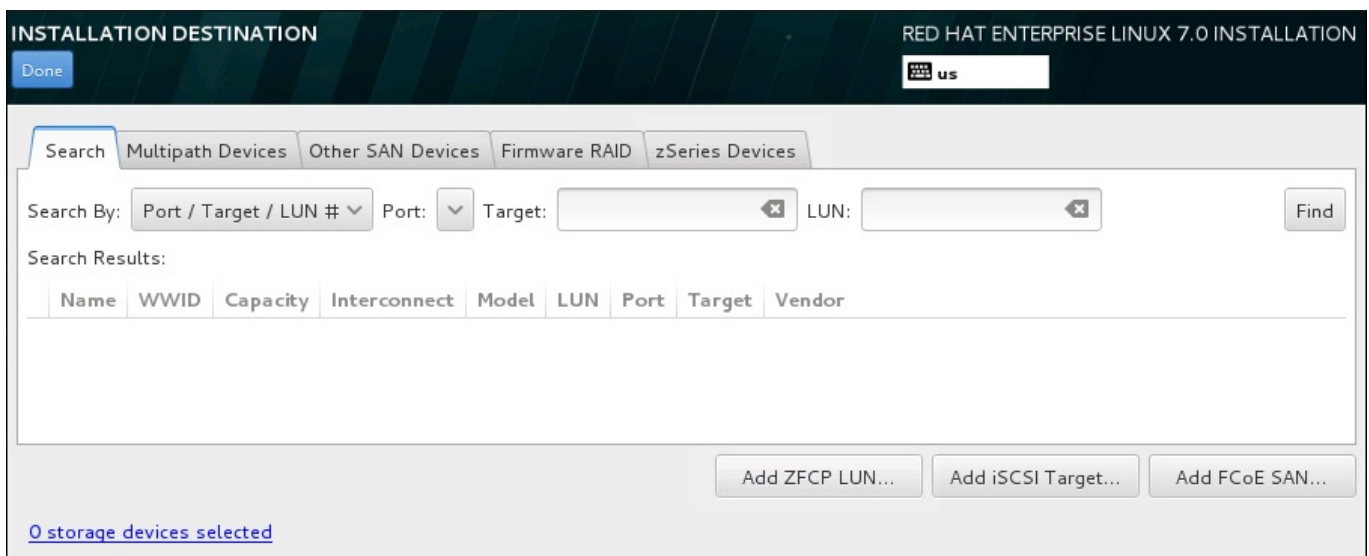 INSTALLATION DESTINATION
RED HAT ENTERPRISE LINUX 7.0 INSTALLATION
Done
us
Search Multipath Devices Other SAN Devices Firmware RAID zSeries Devices
Search By: Port / Target / LUN # Port: Target: LUN: Find
Search Results:
Name WWID Capacity Interconnect Model LUN Port Target Vendor
Add ZFCP LUN... Add iSCSI Target... Add FCoE SAN...
0 storage devices selected